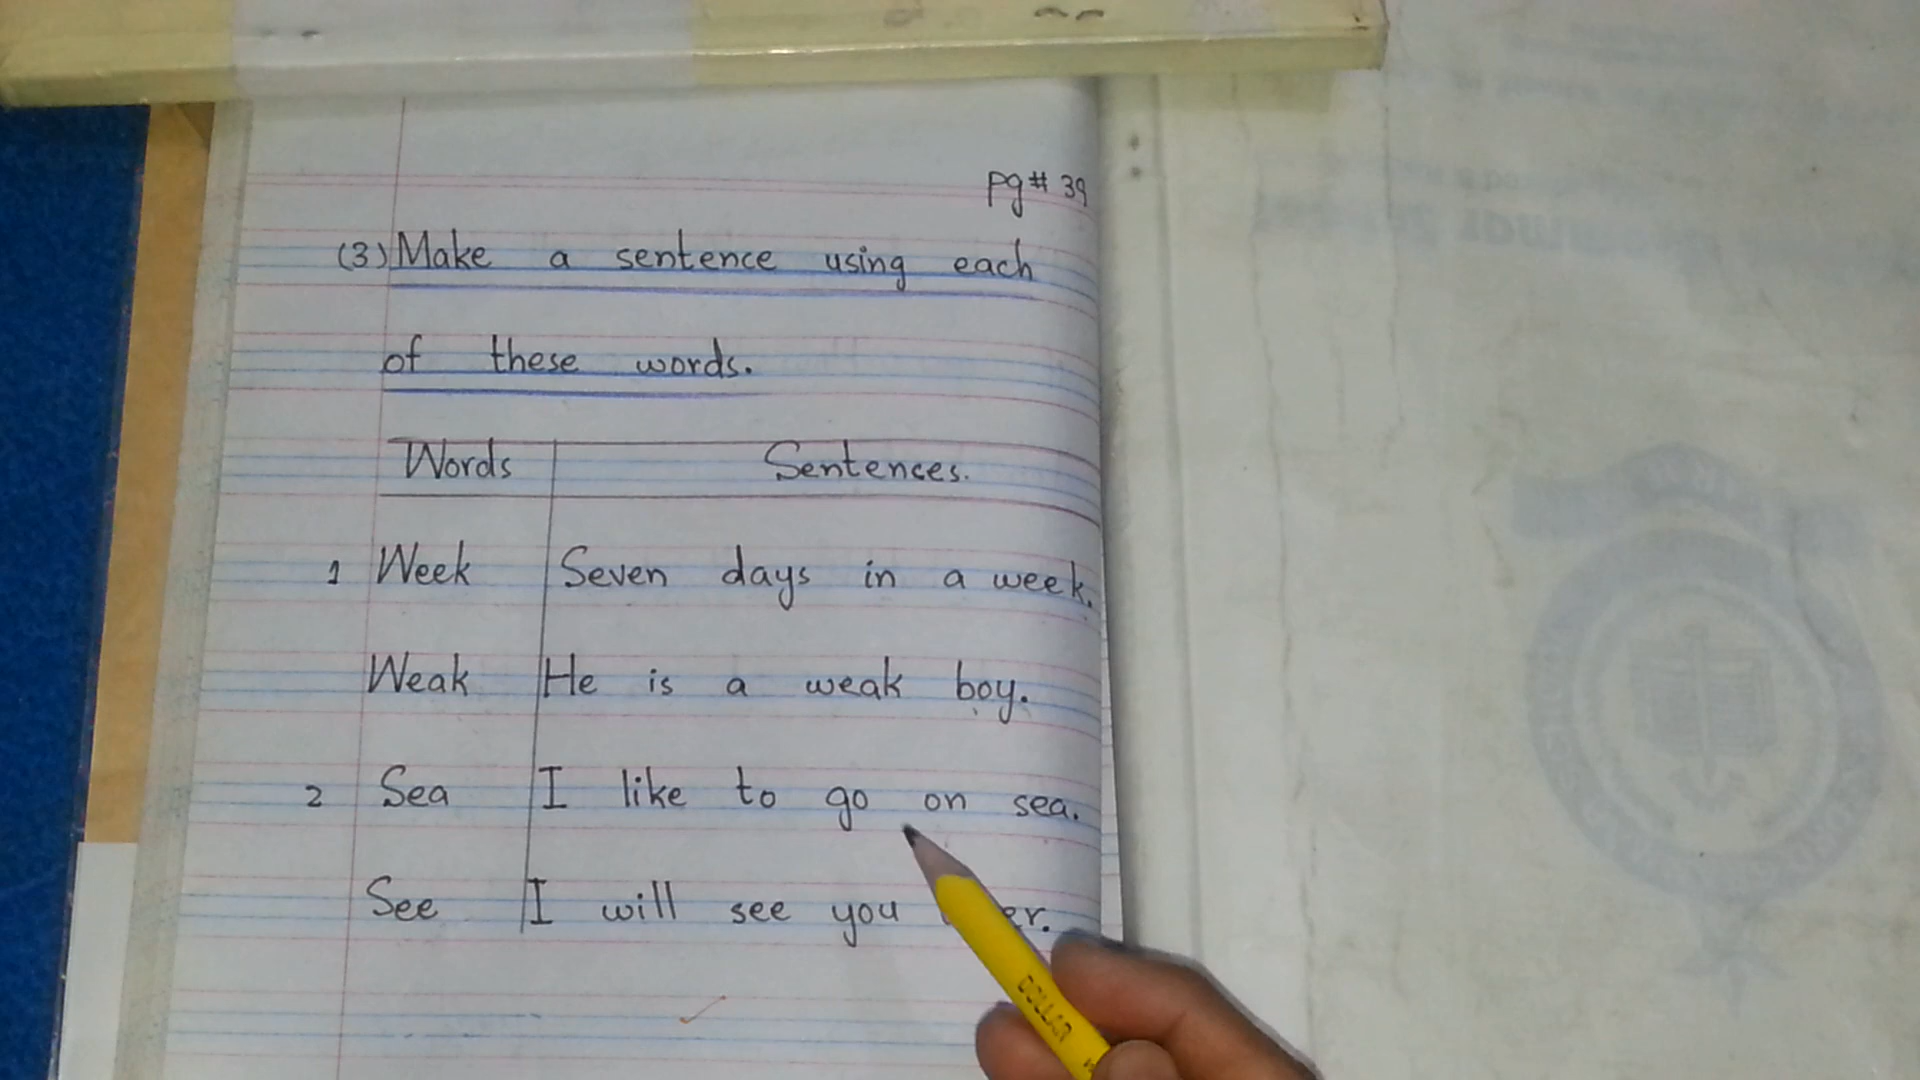 pg# 39
(3) Make a sentence using each
of these words.
Words Sentences.
1 Week Seven days in a week.
Weak He is a weak boy.
2 Sea I like to go on sea.
See I will see you
DOLLAR